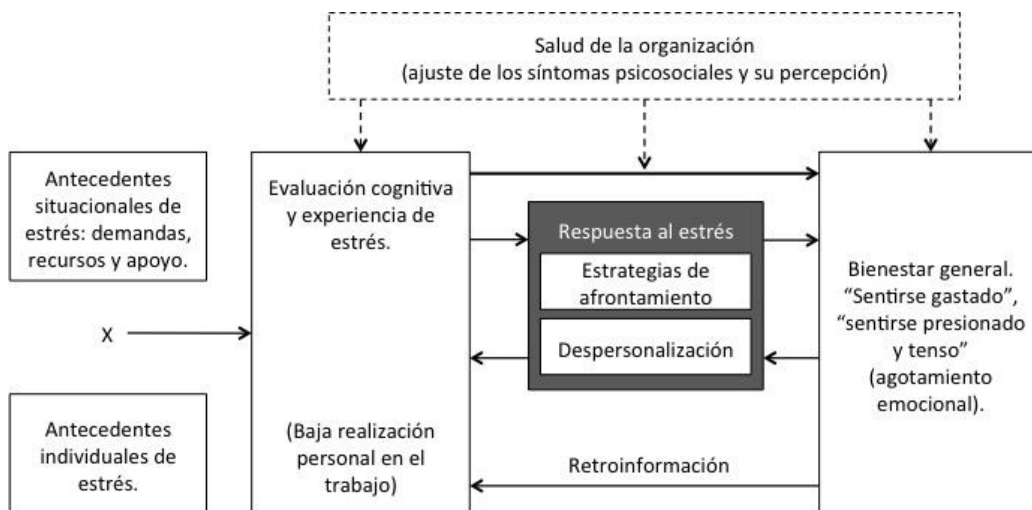 Salud de la organización
(ajuste de los síntomas psicosociales y su percepción)
Antecedentes
situacionales de
estrés: demandas,
recursos y apoyo.
X
Antecedentes
individuales de
estrés.
Evaluación cognitiva
y experiencia de
estrés.
(Baja realización
personal en el
trabajo)
Respuesta al estrés
Estrategias de
afrontamiento
Despersonalización
Retroinformación
Bienestar general.
“Sentirse gastado”,
“sentirse presionado
y tenso”
(agotamiento
emocional).